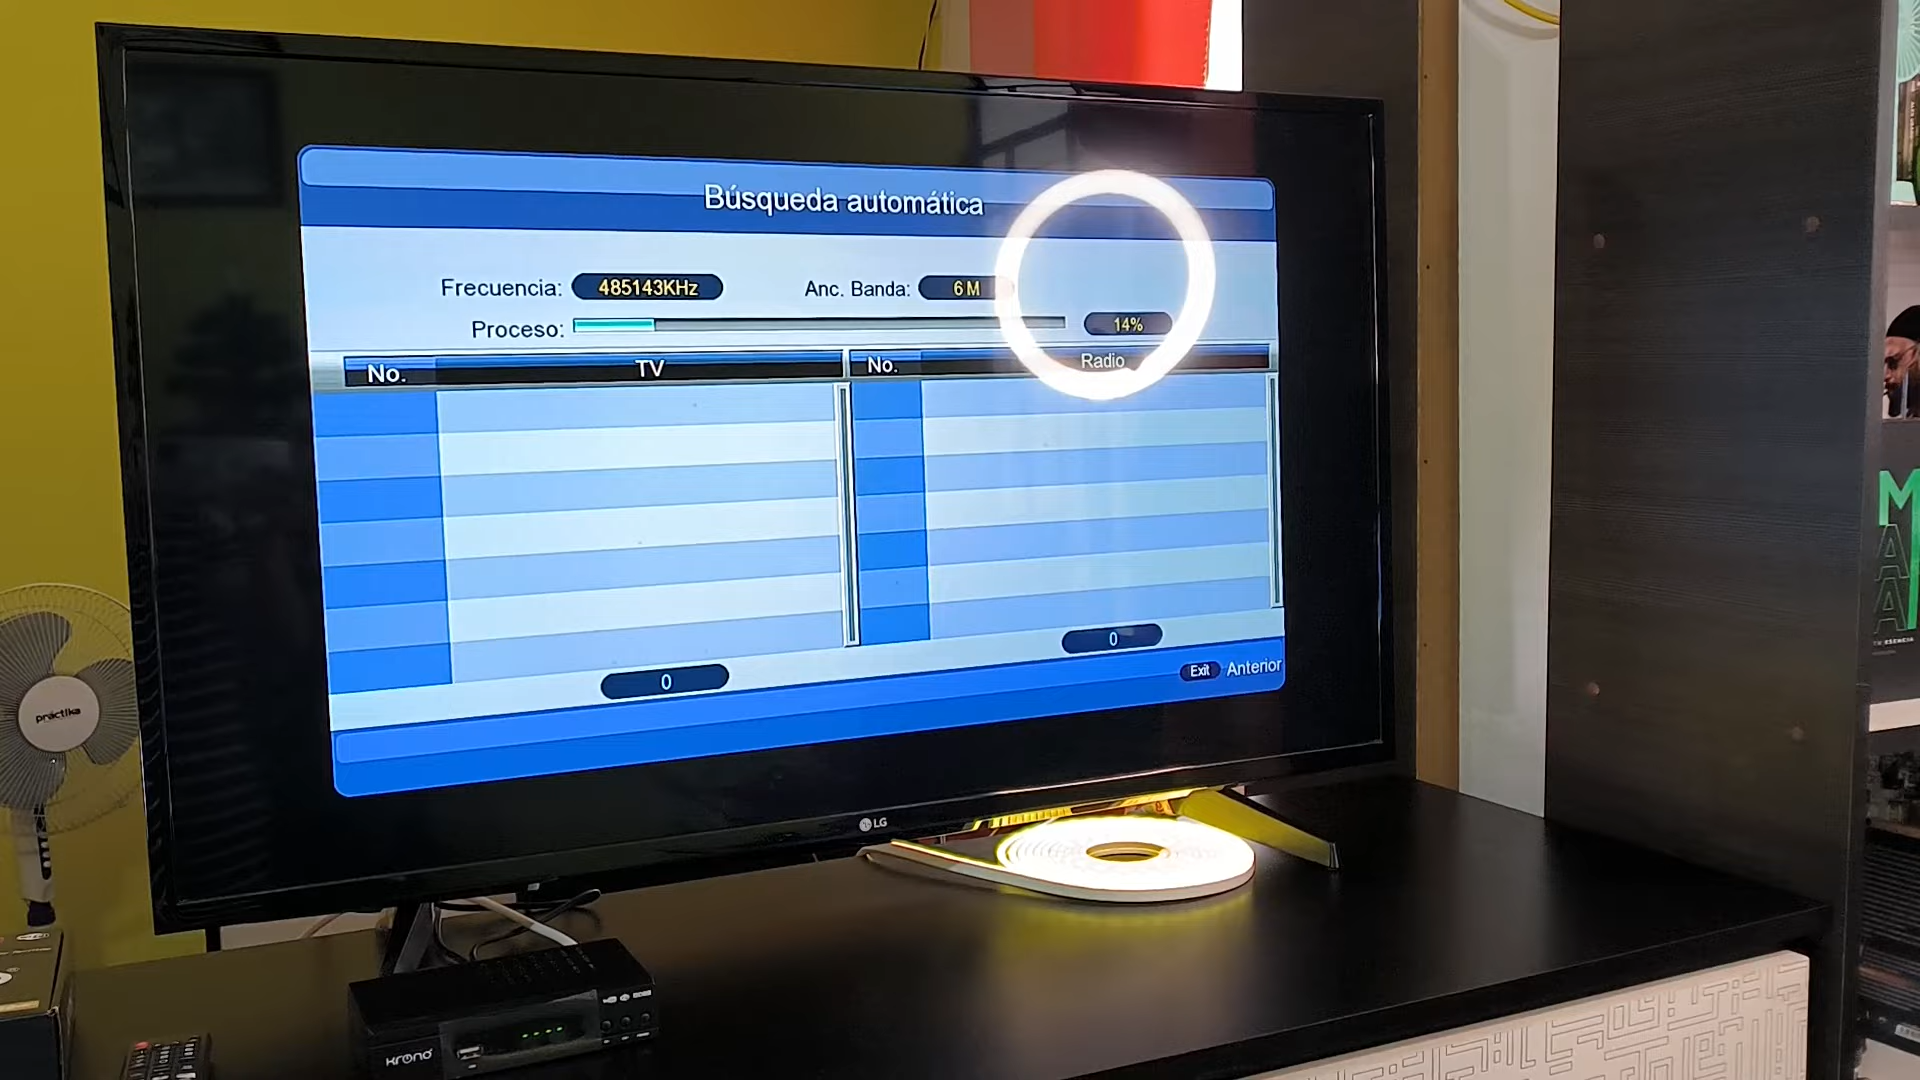 Búsqueda automática
Frecuencia: 485143KHz Anc. Banda: 6M
Proceso: 14%
No. TV No. Radio
0 0
Exit Anterior
LG
práctika
krono
M
A
A